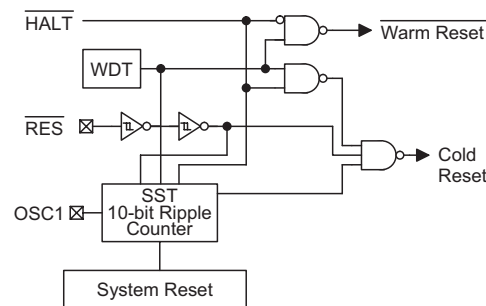 HALT
Warm Reset
WDT
RES
Cold
Reset
SST
10-bit Ripple
Counter
OSC1
System Reset